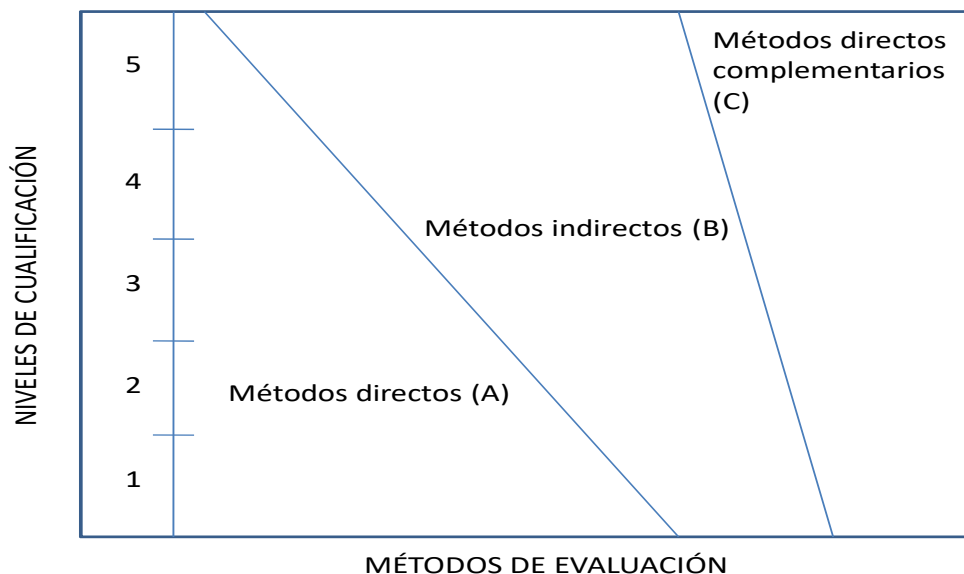 NIVELES DE CUALIFICACIÓN
5
4
3
2
1
Métodos directos
complementarios
(C)
Métodos indirectos (B)
Métodos directos (A)
MÉTODOS DE EVALUACIÓN